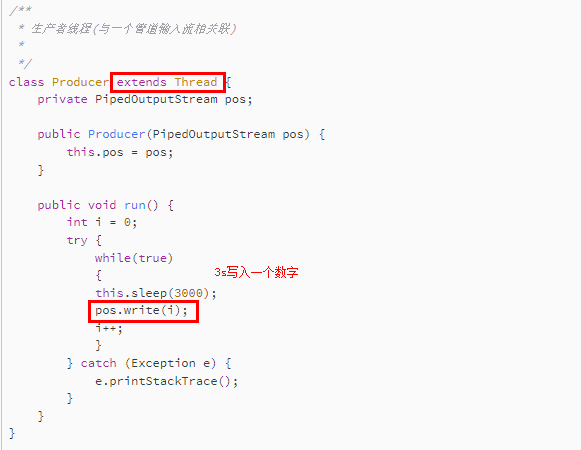 /**
 * 生产者线程(与一个管道输入流相关联)
 *
 */
class Producer extends Thread {
    private PipedOutputStream pos;
    public Producer(PipedOutputStream pos) {
        this.pos = pos;
    }
    public void run() {
        int i = 0;
        try {
            while(true)
            {
3s写入一个数字
            this.sleep(3000);
            pos.write(i);
            i++;
            }
        } catch (Exception e) {
            e.printStackTrace();
        }
    }
}